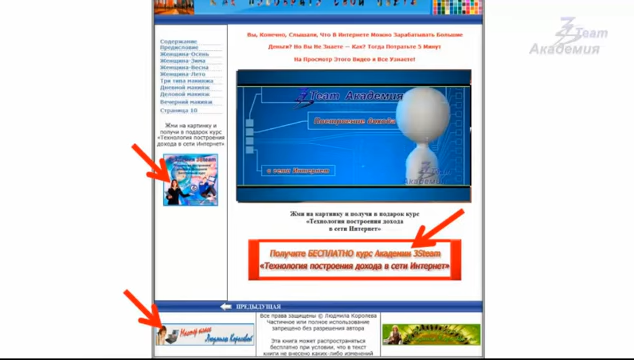 3Team
Академия
Вы, Конечно, Слышали, Что В Интернете Можно Зарабатывать Большие
Деньги? Но Вы Не Знаете — Как? Тогда Потратьте 5 Минут
На Просмотр Этого Видео и Все Узнаете!
Содержание
Предисловие
Женщина-Осень
Женщина-Зима
Женщина-Весна
Женщина-Лето
Три типа макияжа
Дневной макияж
Деловой макияж
Вечерний макияж
Страница 10
Жми на картинку и
получи в подарок курс
«Технология построения
дохода в сети Интернет»
3Team Академия
Построение дохода
в сети Интернет
3Team
Академия
Жми на картинку и получи в подарок курс
«Технология построения дохода
в сети Интернет»
Получите БЕСПЛАТНО курс Академии 3Steam
«Технология построения дохода в сети Интернет»
ПРЕДЫДУЩАЯ
Людмила Королева
Все права защищены © Людмила Королева
Частичное или полное использование
запрещено без разрешения автора
Эта книга может распространяться
бесплатно при условии, что в текст
книги не внесено каких-либо изменений